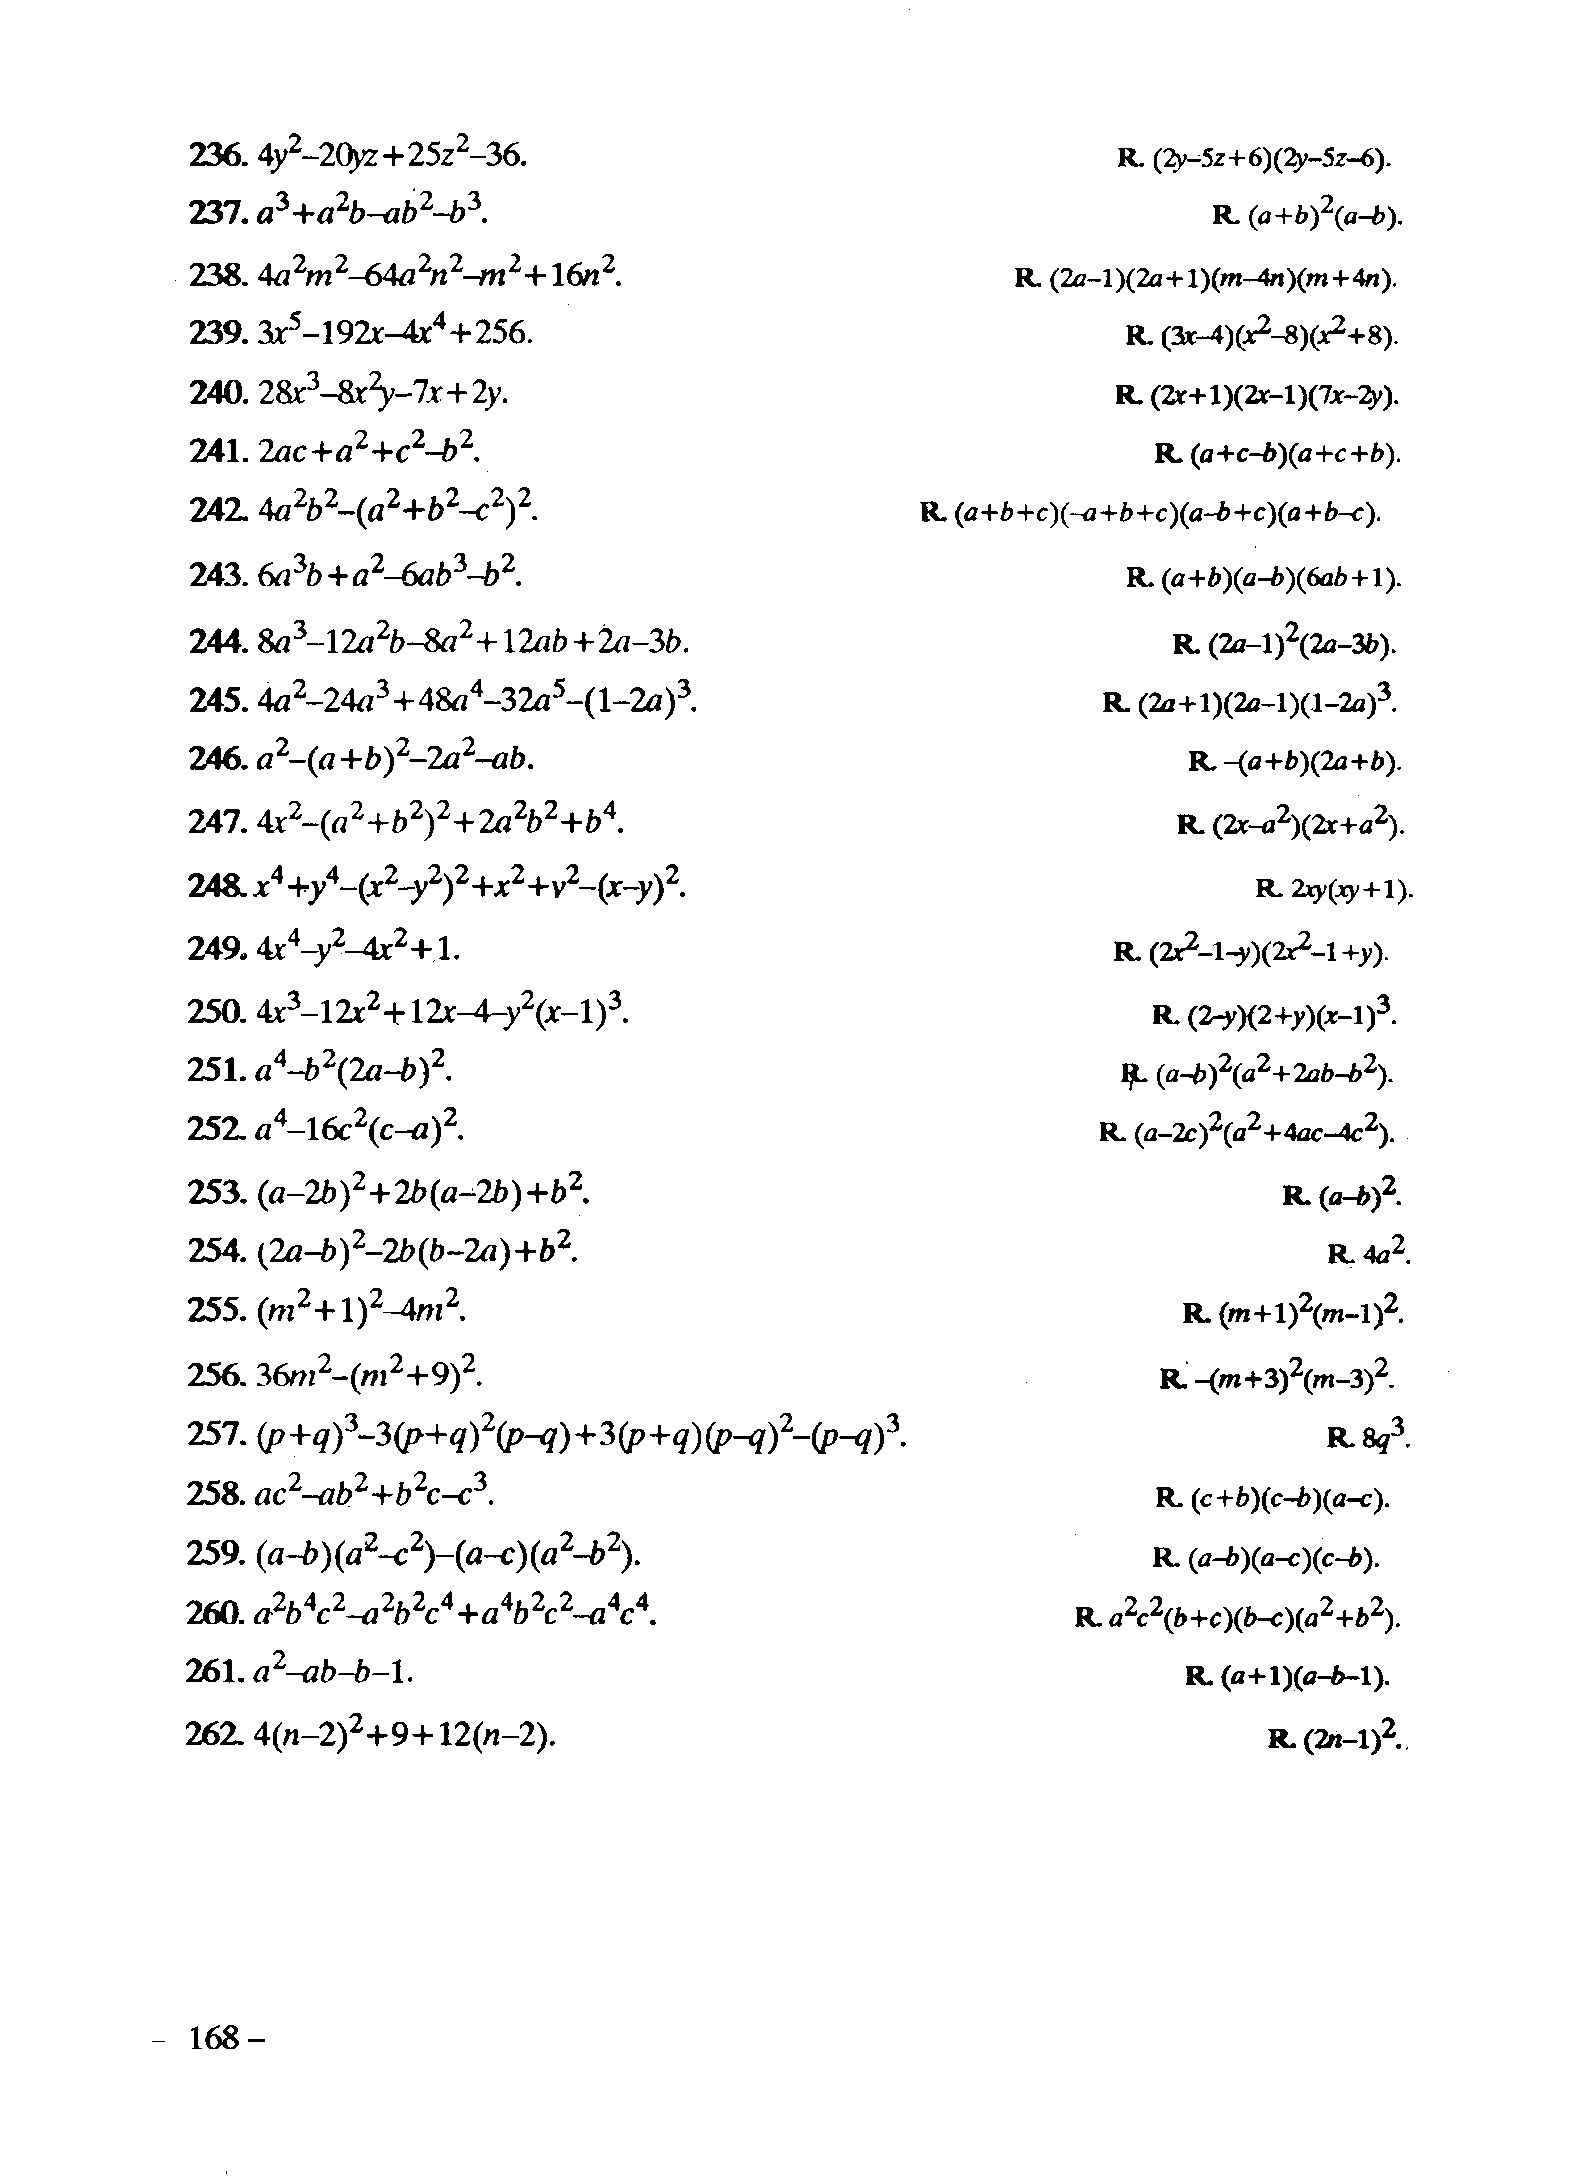 236. 4y²–20yz+25z²–36. R. (2y–5z+6)(2y–5z–6).
237. a³+a²b–ab²–b³. R. (a+b)²(a–b).
238. 4a²m²–64a²n²–m²+16n². R. (2a–1)(2a+1)(m–4n)(m+4n).
239. 3x⁵–192x–4x⁴+256. R. (3x–4)(x²–8)(x²+8).
240. 28x³–8x²y–7x+2y. R. (2x+1)(2x–1)(7x–2y).
241. 2ac+a²+c²–b². R. (a+c–b)(a+c+b).
242. 4a²b²–(a²+b²–c²)². R. (a+b+c)(–a+b+c)(a–b+c)(a+b–c).
243. 6a³b+a²–6ab³–b². R. (a+b)(a–b)(6ab+1).
244. 8a³–12a²b–8a²+12ab+2a–3b. R. (2a–1)²(2a–3b).
245. 4a²–24a³+48a⁴–32a⁵–(1–2a)³. R. (2a+1)(2a–1)(1–2a)³.
246. a²–(a+b)²–2a²–ab. R. –(a+b)(2a+b).
247. 4x²–(a²+b²)²+2a²b²+b⁴. R. (2x–a²)(2x+a²).
248. x⁴+y⁴–(x²–y²)²+x²+y²–(x–y)². R. 2xy(xy+1).
249. 4x⁴–y²–4x²+1. R. (2x²–1–y)(2x²–1+y).
250. 4x³–12x²+12x–4–y²(x–1)³. R. (2–y)(2+y)(x–1)³.
251. a⁴–b²(2a–b)². R. (a–b)²(a²+2ab–b²).
252. a⁴–16c²(c–a)². R. (a–2c)²(a²+4ac–4c²).
253. (a–2b)²+2b(a–2b)+b². R. (a–b)².
254. (2a–b)²–2b(b–2a)+b². R. 4a².
255. (m²+1)²–4m². R. (m+1)²(m–1)².
256. 36m²–(m²+9)². R. –(m+3)²(m–3)².
257. (p+q)³–3(p+q)²(p–q)+3(p+q)(p–q)²–(p–q)³. R. 8q³.
258. ac²–ab²+b²c–c³. R. (c+b)(c–b)(a–c).
259. (a–b)(a²–c²)–(a–c)(a²–b²). R. (a–b)(a–c)(c–b).
260. a²b⁴c²–a²b²c⁴+a⁴b²c²–a⁴c⁴. R. a²c²(b+c)(b–c)(a²+b²).
261. a²–ab–b–1. R. (a+1)(a–b–1).
262. 4(n–2)²+9+12(n–2). R. (2n–1)².
– 168 –